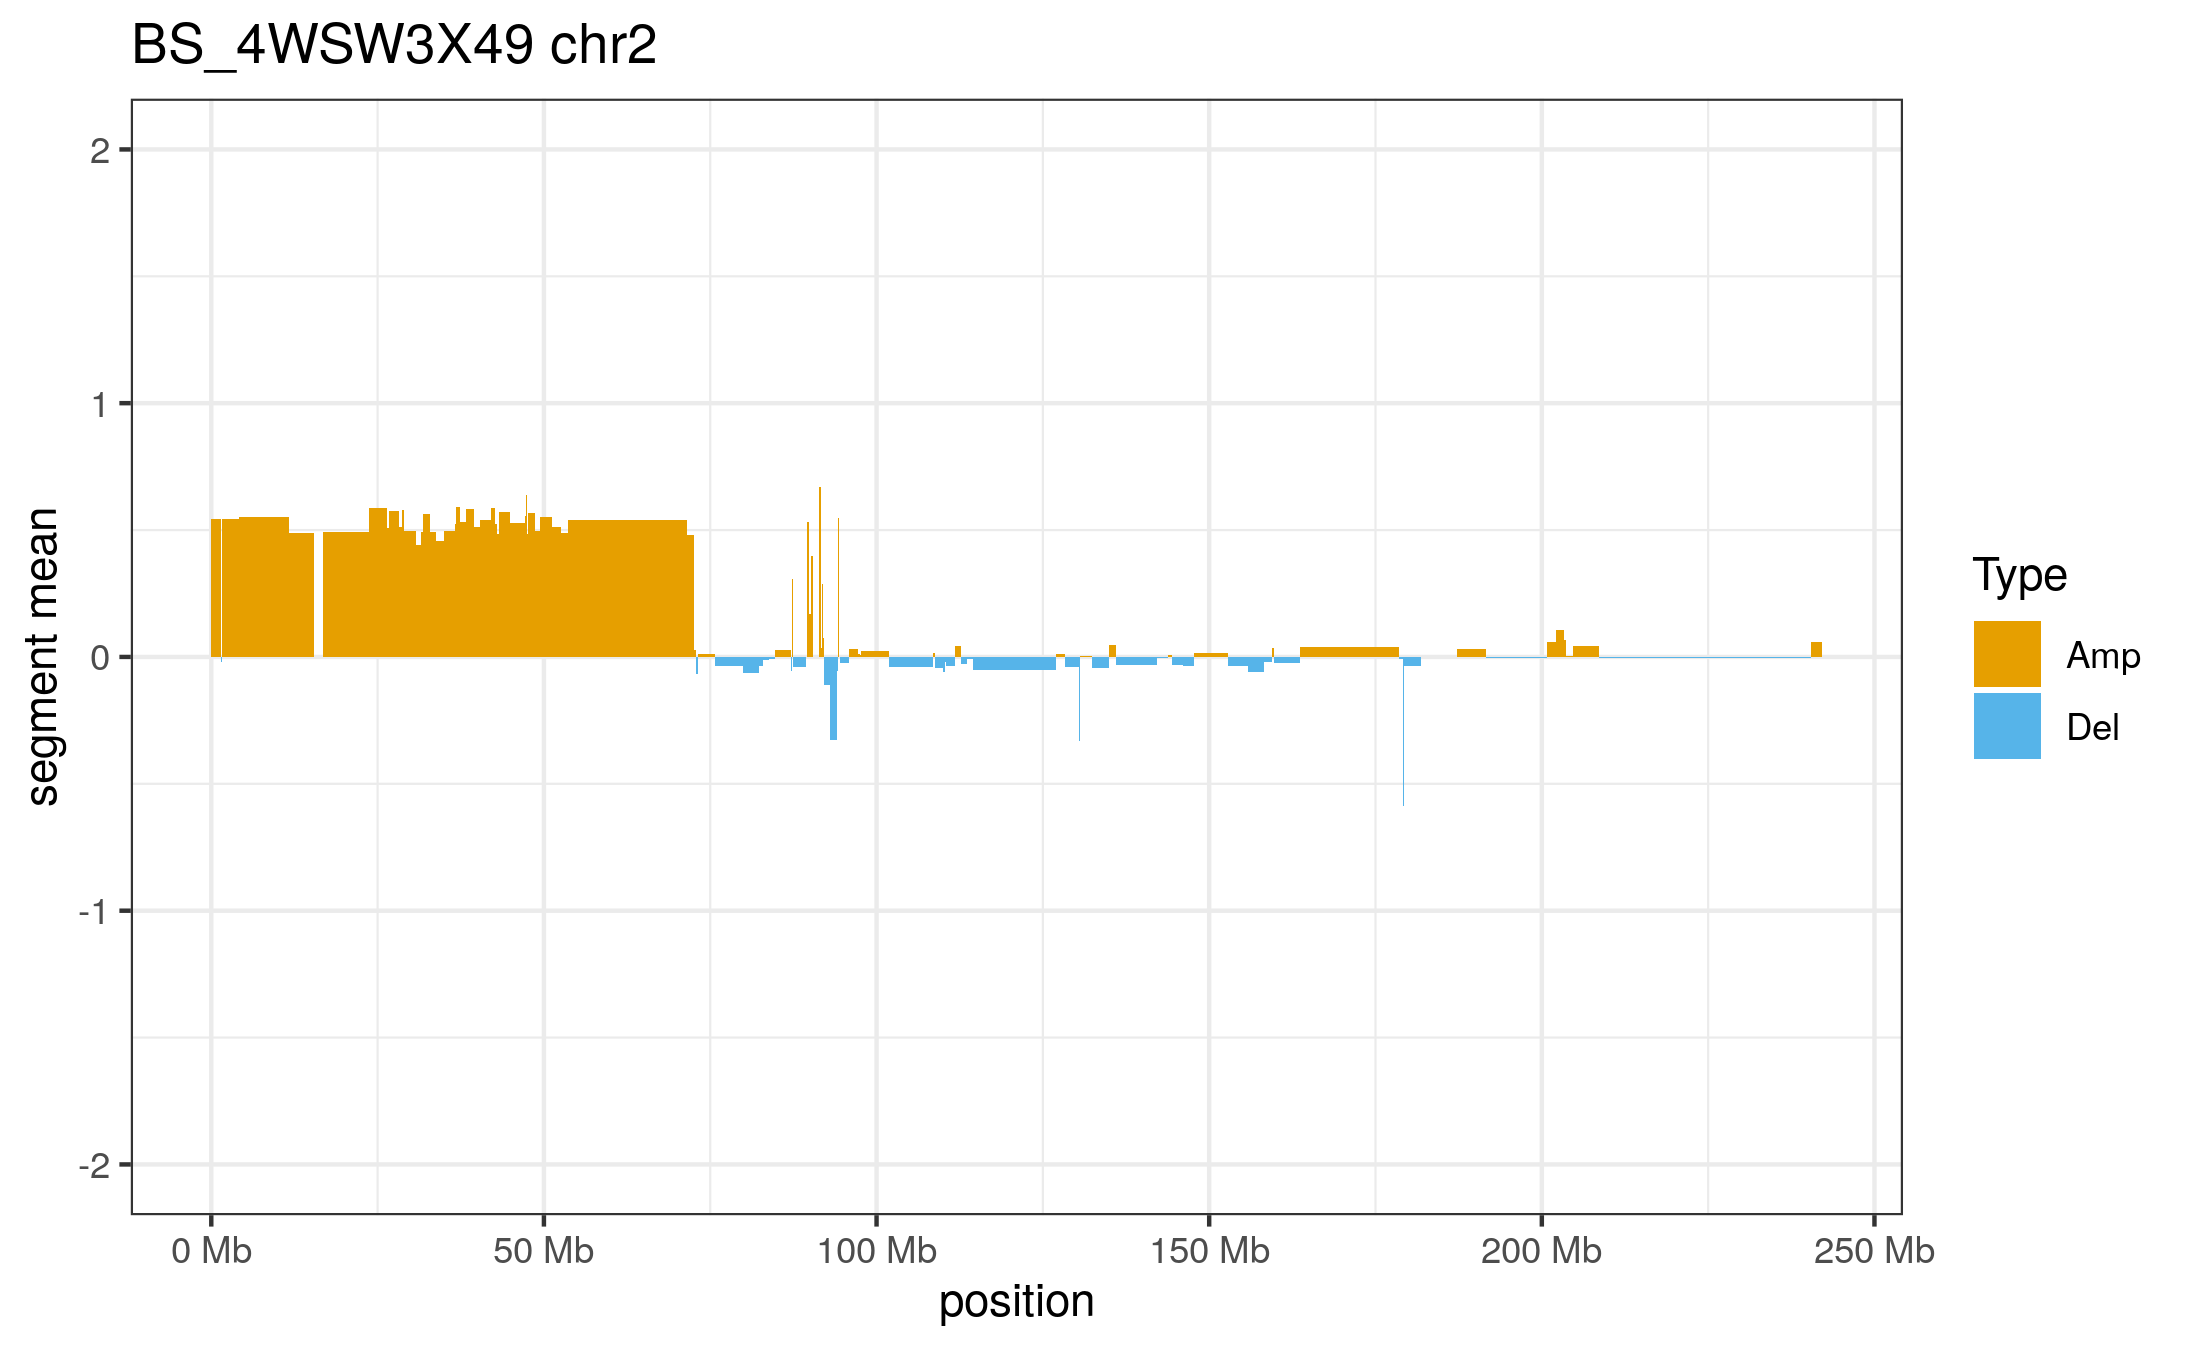 BS_4WSW3X49 chr2
2
1
0
-1
-2
segment mean
0 Mb
50 Mb
100 Mb
150 Mb
200 Mb
250 Mb
position
Type
Amp
Del